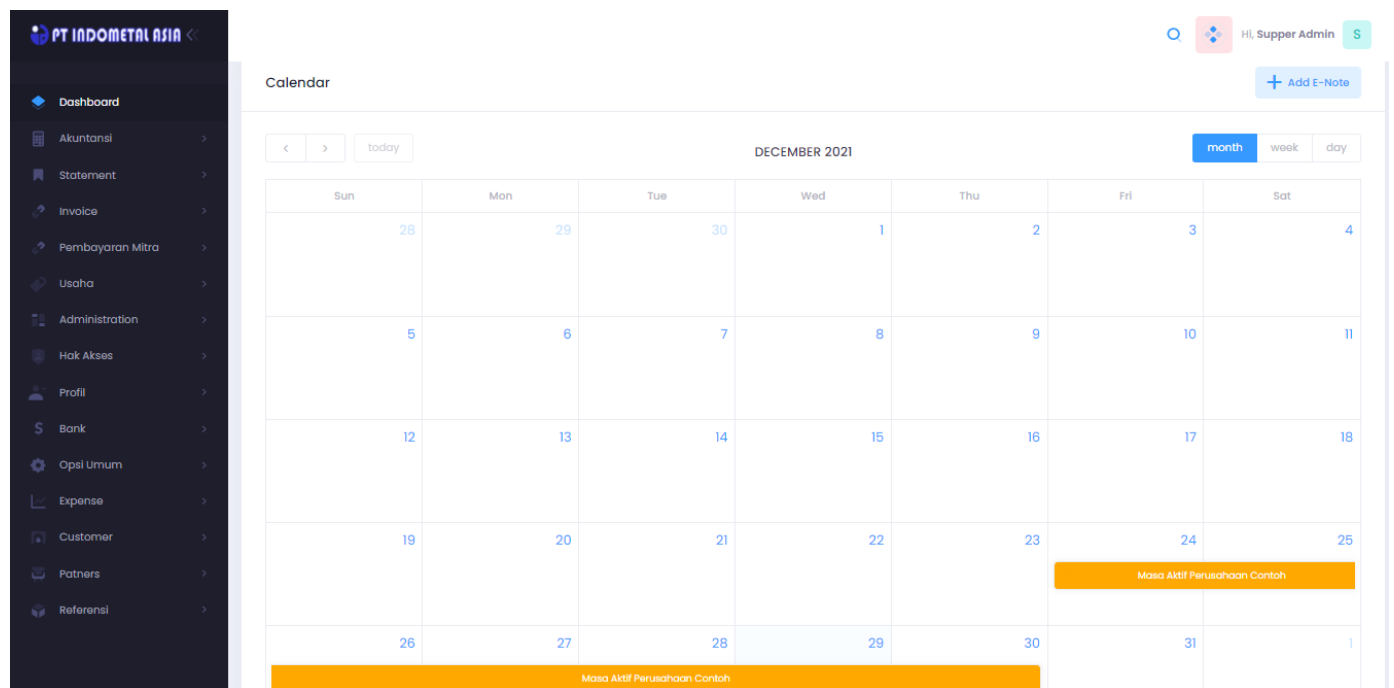 PT INDOMETAL ASIA
Hi, Supper Admin S
Dashboard
Akuntansi
Statement
Invoice
Pembayaran Mitra
Usaha
Administration
Hak Akses
Profil
Bank
Opsi Umum
Expense
Customer
Patners
Referensi
Calendar
Add E-Note
today
DECEMBER 2021
month week day
Sun Mon Tue Wed Thu Fri Sat
28 29 30 1 2 3 4
5 6 7 8 9 10 11
12 13 14 15 16 17 18
19 20 21 22 23 24 25
Masa Aktif Perusahaan Contoh
26 27 28 29 30 31 1
Masa Aktif Perusahaan Contoh